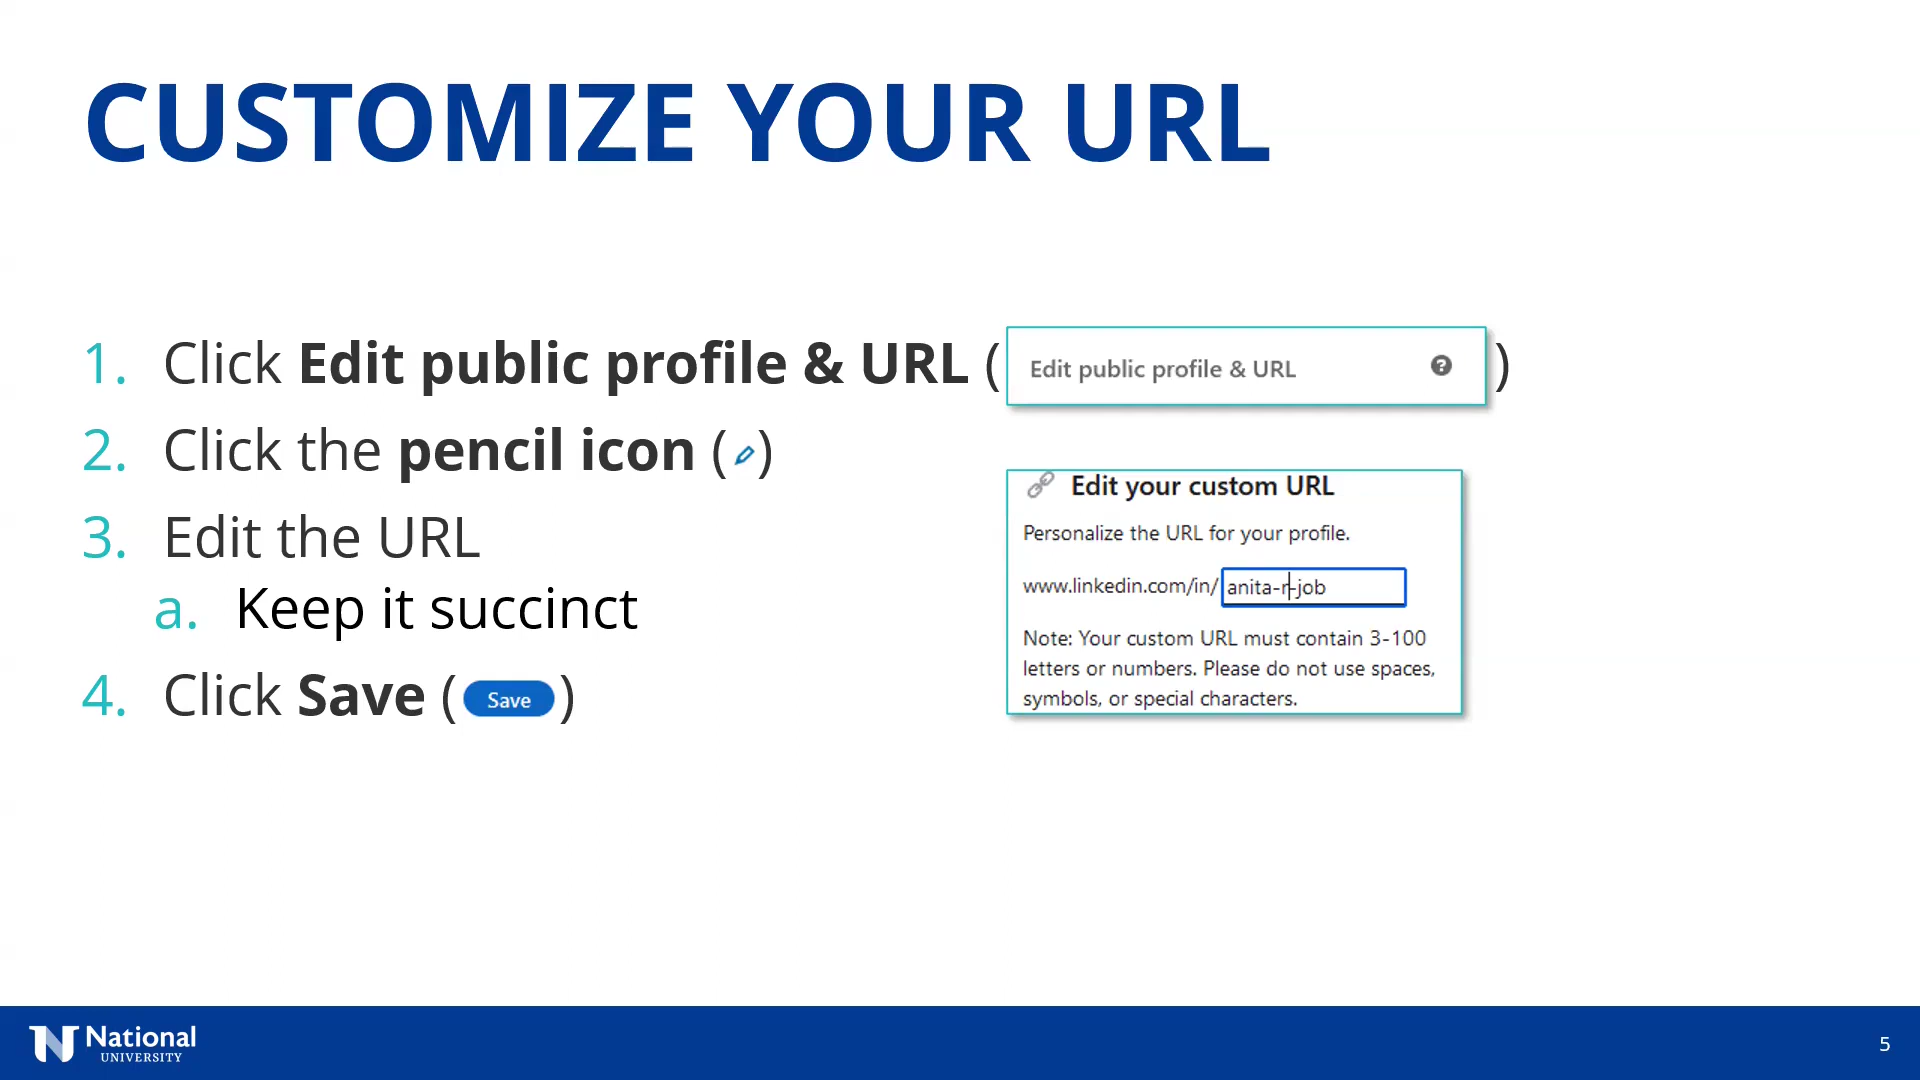 CUSTOMIZE YOUR URL
1. Click Edit public profile & URL ( Edit public profile & URL )
2. Click the pencil icon ( )
3. Edit the URL
a. Keep it succinct
4. Click Save ( Save )
Edit your custom URL
Personalize the URL for your profile.
www.linkedin.com/in/ anita-r-job
Note: Your custom URL must contain 3-100
letters or numbers. Please do not use spaces,
symbols, or special characters.
National
UNIVERSITY
5